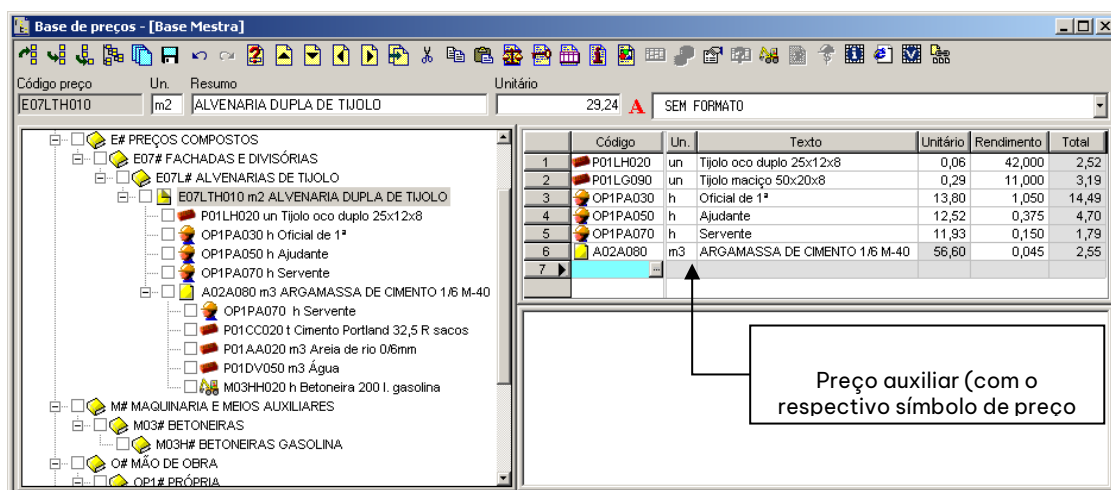 Base de preços - [Base Mestra]
Código preço Un. Resumo Unitário
E07LTH010 m2 ALVENARIA DUPLA DE TIJOLO 29,24 A SEM FORMATO
E# PREÇOS COMPOSTOS
E07# FACHADAS E DIVISÓRIAS
E07L# ALVENARIAS DE TIJOLO
E07LTH010 m2 ALVENARIA DUPLA DE TIJOLO
P01LH020 un Tijolo oco duplo 25x12x8
OP1PA030 h Oficial de 1ª
OP1PA050 h Ajudante
OP1PA070 h Servente
A02A080 m3 ARGAMASSA DE CIMENTO 1/6 M-40
OP1PA070 h Servente
P01CC020 t Cimento Portland 32,5 R sacos
P01AA020 m3 Areia de rio 0/6mm
P01DV050 m3 Água
M03HH020 h Betoneira 200 l. gasolina
M# MAQUINARIA E MEIOS AUXILIARES
M03# BETONEIRAS
M03H# BETONEIRAS GASOLINA
O# MÃO DE OBRA
OP1# PRÓPRIA
Código Un. Texto Unitário Rendimento Total
1 P01LH020 un Tijolo oco duplo 25x12x8 0,06 42,000 2,52
2 P01LG090 un Tijolo maciço 50x20x8 0,29 11,000 3,19
3 OP1PA030 h Oficial de 1ª 13,80 1,050 14,49
4 OP1PA050 h Ajudante 12,52 0,375 4,70
5 OP1PA070 h Servente 11,93 0,150 1,79
6 A02A080 m3 ARGAMASSA DE CIMENTO 1/6 M-40 56,60 0,045 2,55
7 ...
Preço auxiliar (com o
respectivo símbolo de preço